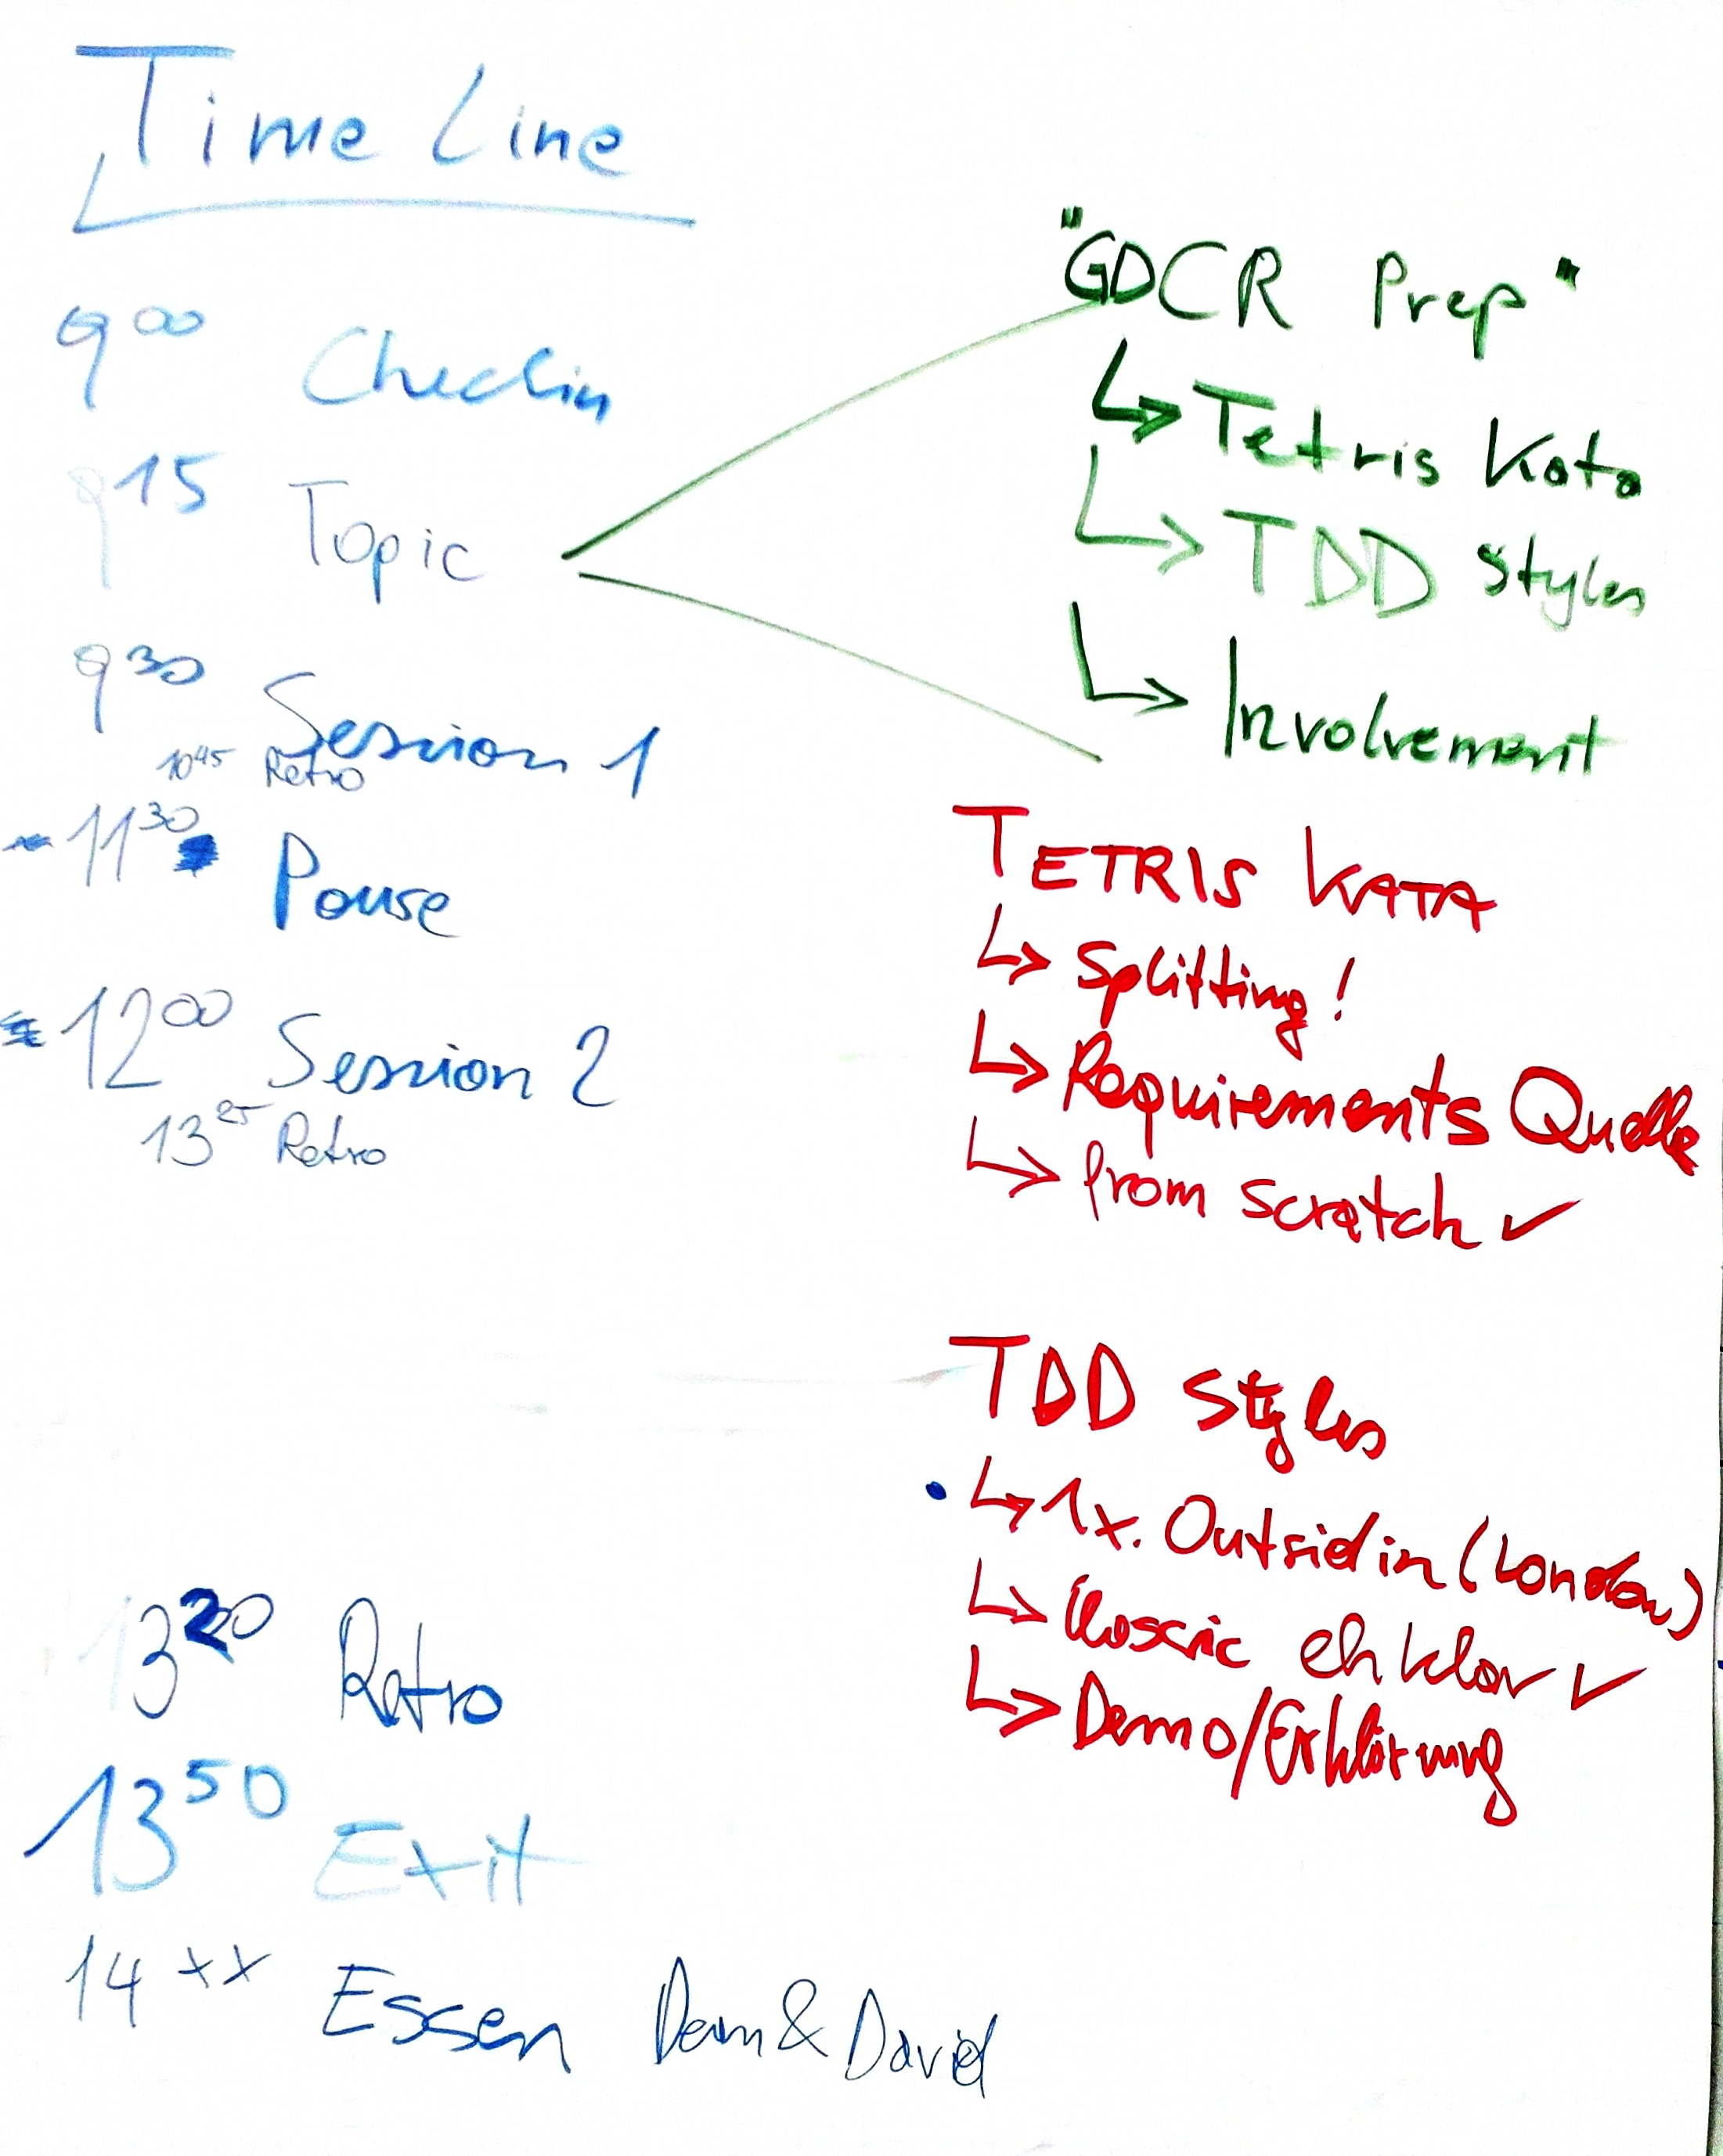 Time Line
9 00 Checkin
9 15 Topic
9 30 Session 1
10 45 Retro
~ 11 30 Pause
12 00 Session 2
13 25 Retro
13 20 Retro
13 50 Exit
14 xx Essen & David
"GDCR Prep"
↳ Tetris Kata
↳ TDD Styles
↳ Involvement
TETRIS KATA
↳ Splitting!
↳ Requirements Quelle
↳ from scratch ✓
TDD Styles
↳ 1x. Outsidin (London)
↳ Classic eh klar ✓
↳ Demo/Erklärung